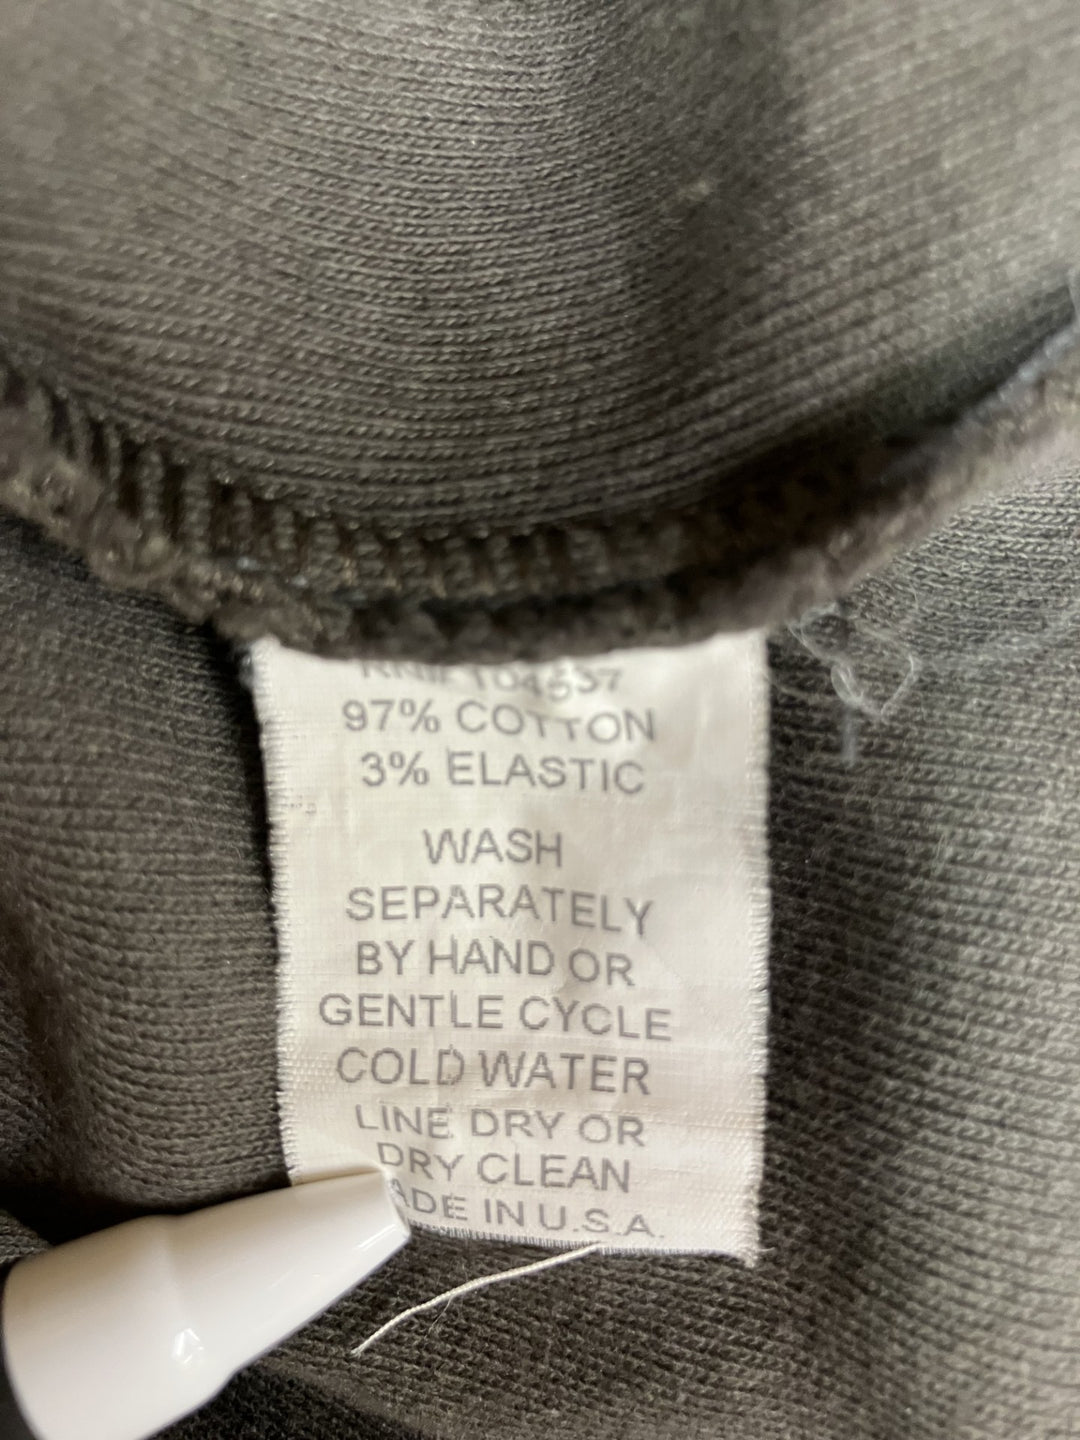 97% COTTON
3% ELASTIC
WASH
SEPARATELY
BY HAND OR
GENTLE CYCLE
COLD WATER
LINE DRY OR
DRY CLEAN
ADE IN U.S.A.